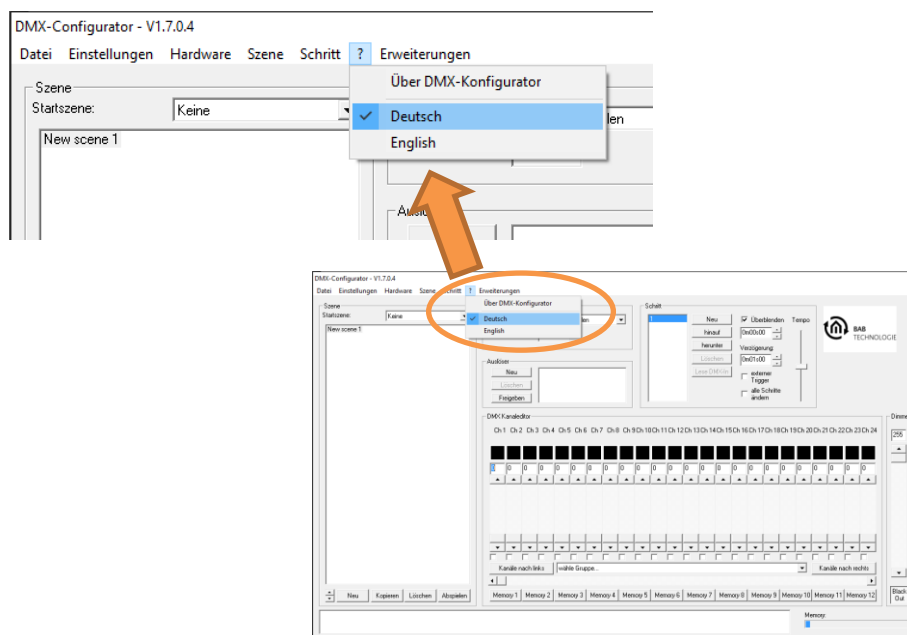 DMX-Configurator - V1.7.0.4
Datei Einstellungen Hardware Szene Schritt ? Erweiterungen
Über DMX-Konfigurator
Deutsch
English
Szene
Startszene: Keine
New scene 1
len
DMX-Configurator - V1.7.0.4
Datei Einstellungen Hardware Szene Schritt ? Erweiterungen
Über DMX-Konfigurator
Deutsch
English
Szene
Startszene: Keine
New scene 1
len
Auslöser
Neu
Löschen
Freigeben
Schritt
1
Neu
hinauf
herunter
Löschen
Lese DMX-In
Überblenden Tempo
0m00s00
Verzögerung:
0m01s00
externer
Trigger
alle Schritte
ändern
BAB
TECHNOLOGIE
DMX Kanaleditor
Ch 1 Ch 2 Ch 3 Ch 4 Ch 5 Ch 6 Ch 7 Ch 8 Ch 9 Ch 10 Ch 11 Ch 12 Ch 13 Ch 14 Ch 15 Ch 16 Ch 17 Ch 18 Ch 19 Ch 20 Ch 21 Ch 22 Ch 23 Ch 24
0 0 0 0 0 0 0 0 0 0 0 0 0 0 0 0 0 0 0 0 0 0 0 0
Kanäle nach links wähle Gruppe... Kanäle nach rechts
Memory 1 Memory 2 Memory 3 Memory 4 Memory 5 Memory 6 Memory 7 Memory 8 Memory 9 Memory 10 Memory 11 Memory 12
Dimme
255
Black
Out
Neu Kopieren Löschen Abspielen
Memory: